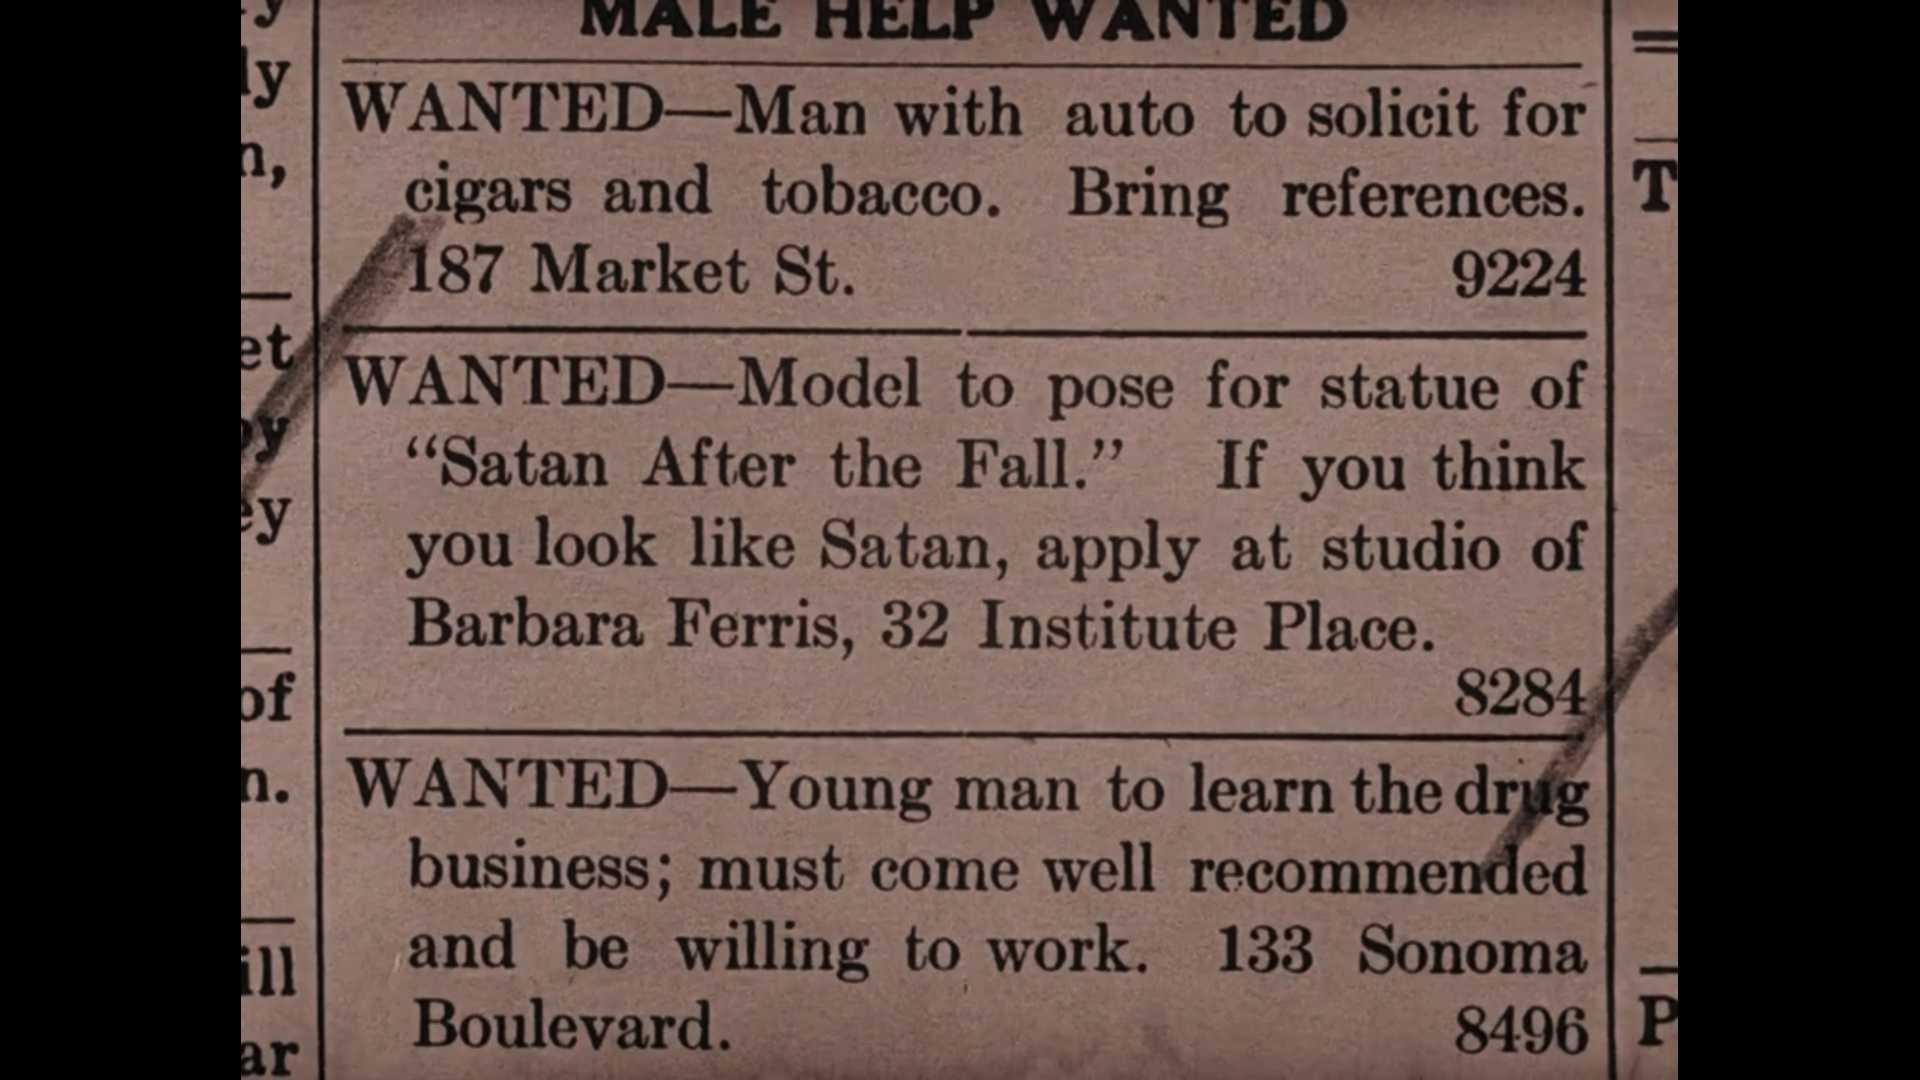 MALE HELP WANTED
WANTED—Man with auto to solicit for
cigars and tobacco. Bring references.
187 Market St. 9224
WANTED—Model to pose for statue of
“Satan After the Fall.” If you think
you look like Satan, apply at studio of
Barbara Ferris, 32 Institute Place.
8284
WANTED—Young man to learn the drug
business; must come well recommended
and be willing to work. 133 Sonoma
Boulevard. 8496